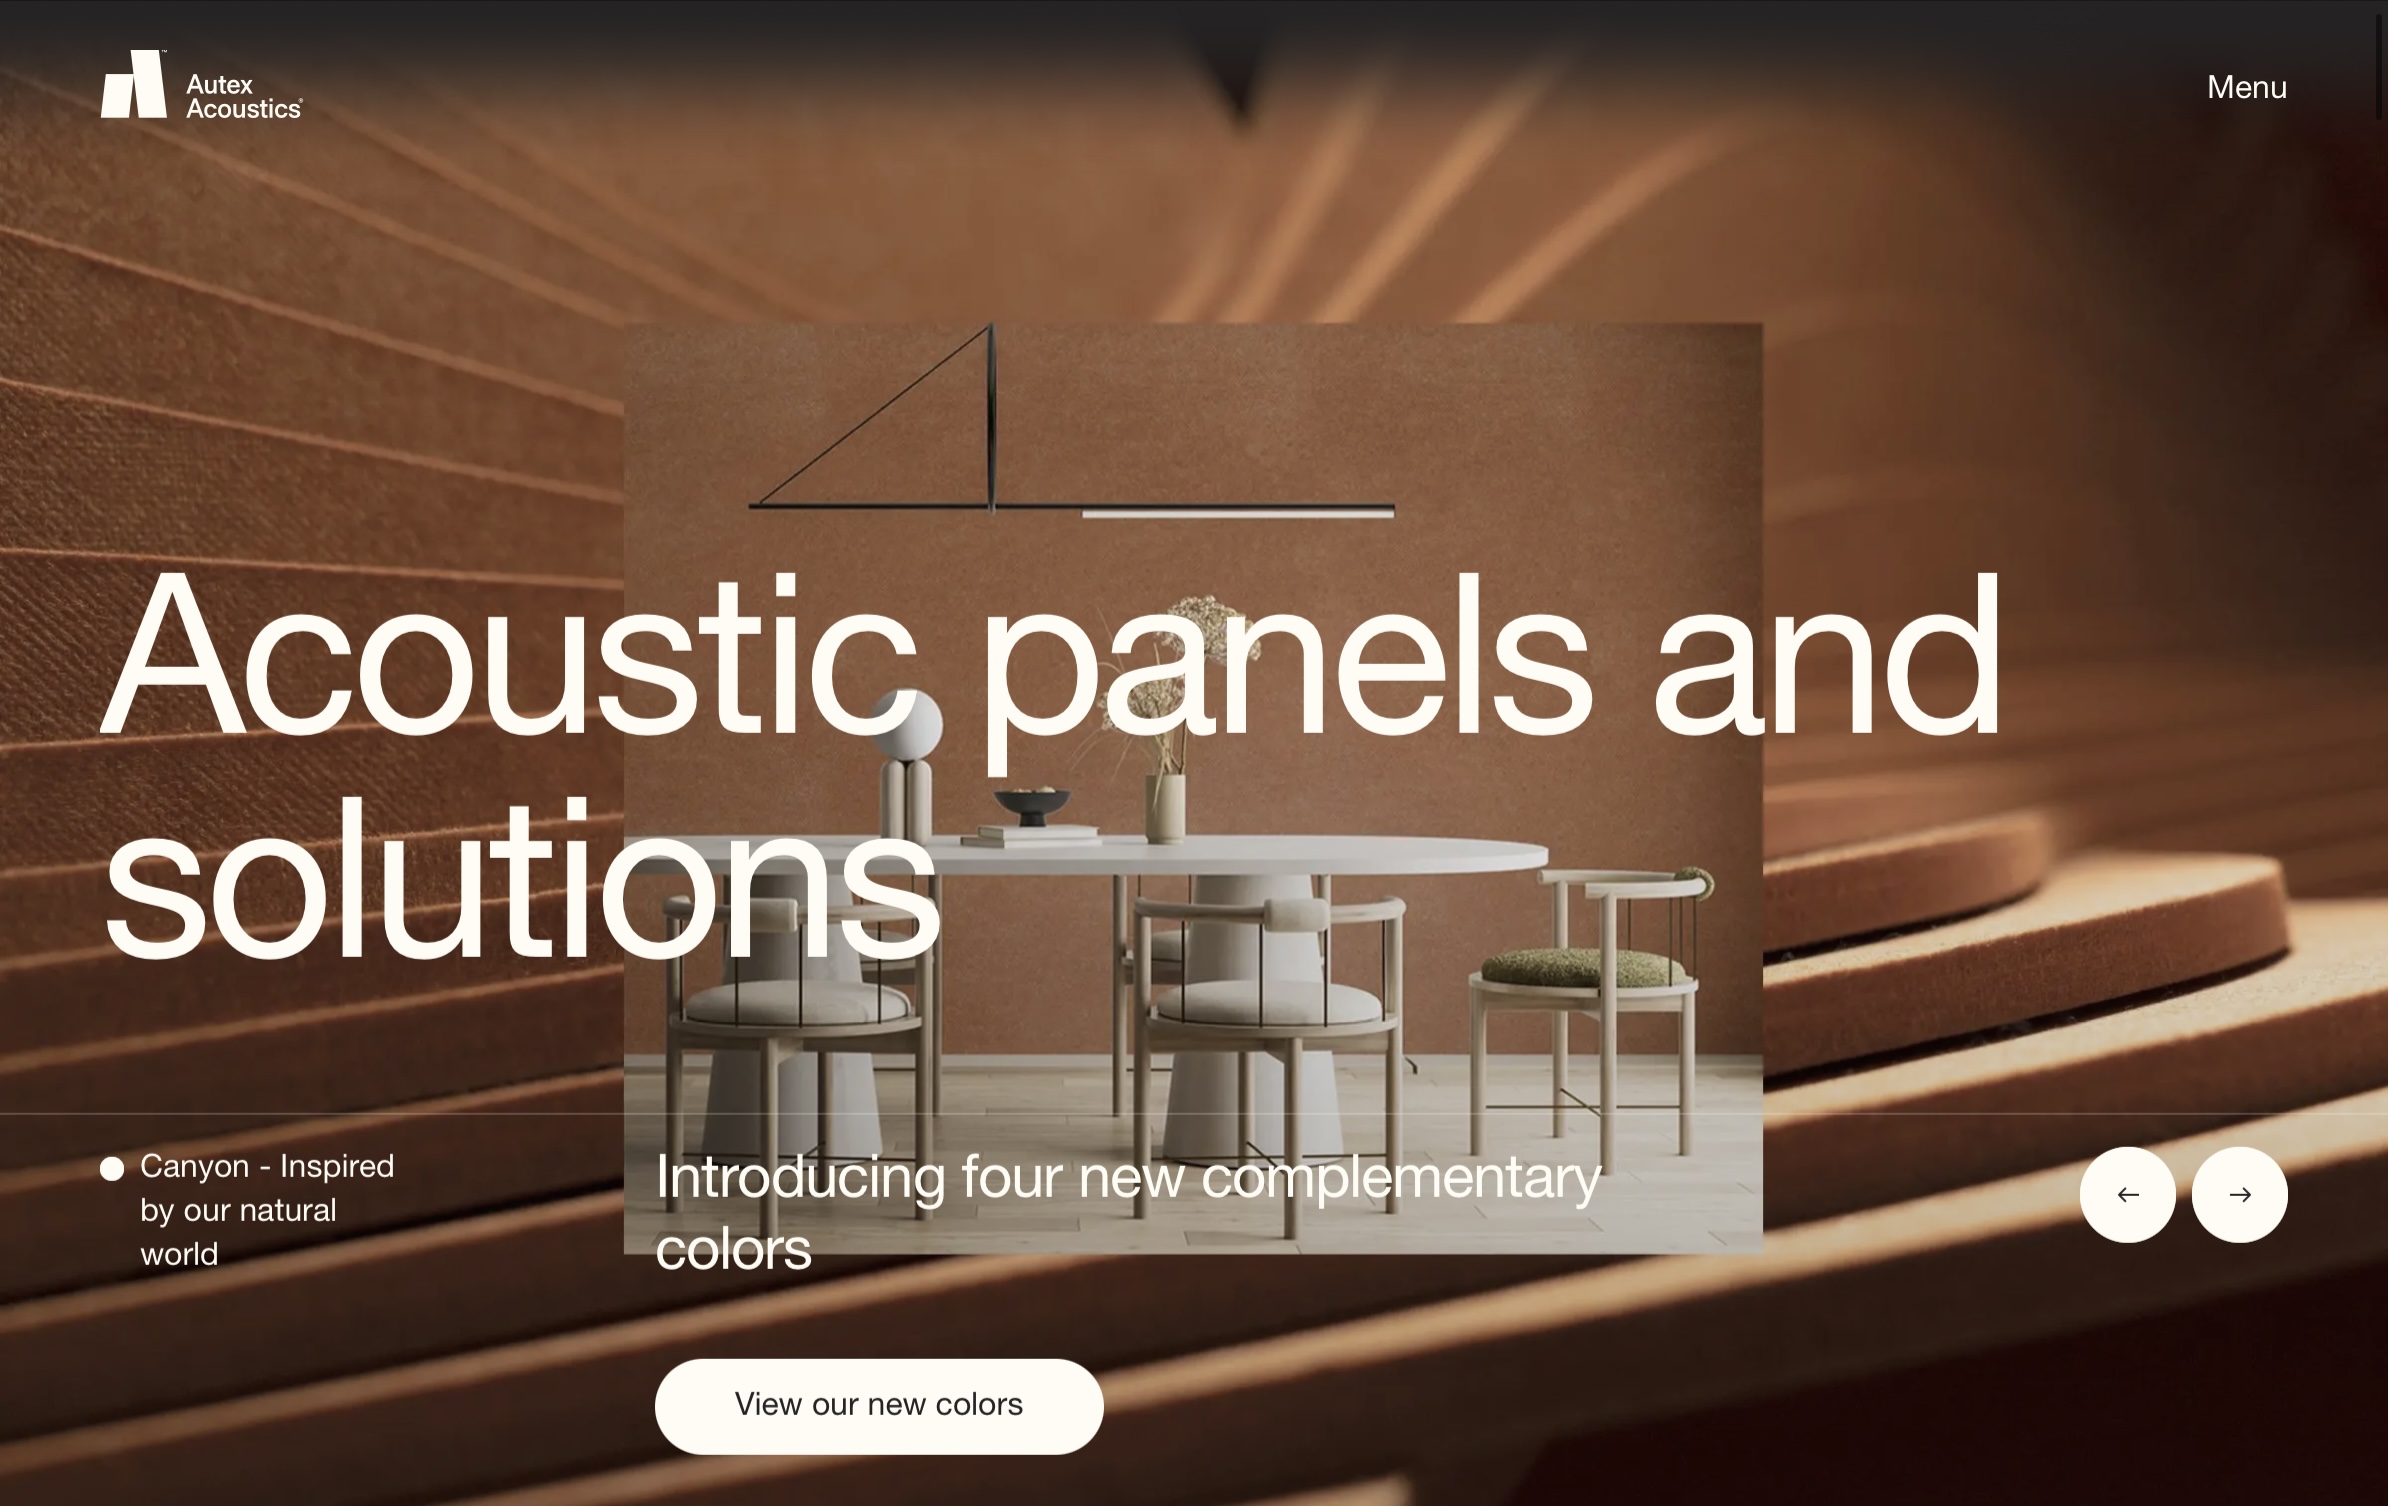 Autex
Acoustics®
Menu
Acoustic panels and
solutions
Canyon - Inspired
by our natural
world
Introducing four new complementary
colors
View our new colors